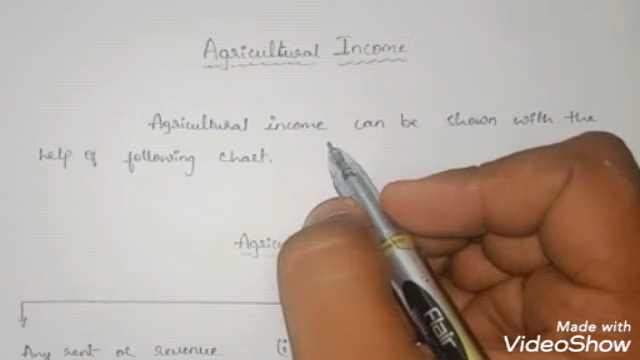 Agricultural Income
Agricultural income can be shown with the
help of following chart.
Any rent or revenue
Flair
Made with
VideoShow